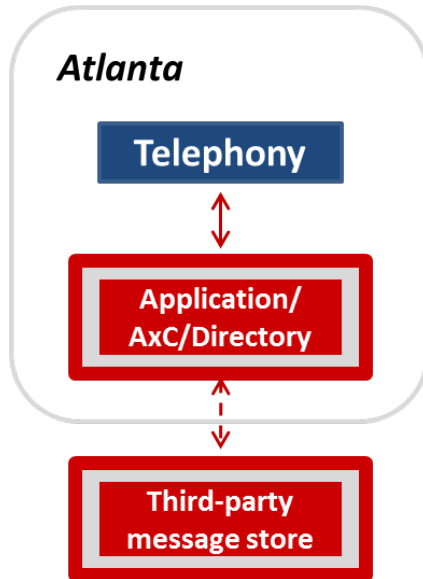 Atlanta
Telephony
Application/
AxC/Directory
Third-party
message store